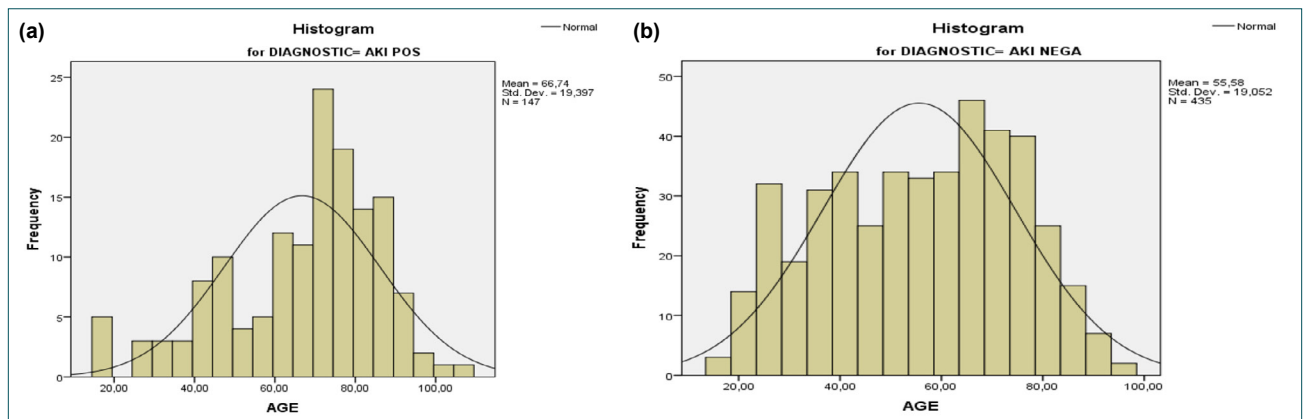 (a)
Histogram
Normal
for DIAGNOSTIC= AKI POS
Mean = 66,74
Std. Dev. = 19,397
N = 147
25
20
15
10
5
0
Frequency
20,00 40,00 60,00 80,00 100,00
AGE
(b)
Histogram
Normal
for DIAGNOSTIC= AKI NEGA
Mean = 55,58
Std. Dev. = 19,052
N = 435
50
40
30
20
10
0
Frequency
20,00 40,00 60,00 80,00 100,00
AGE